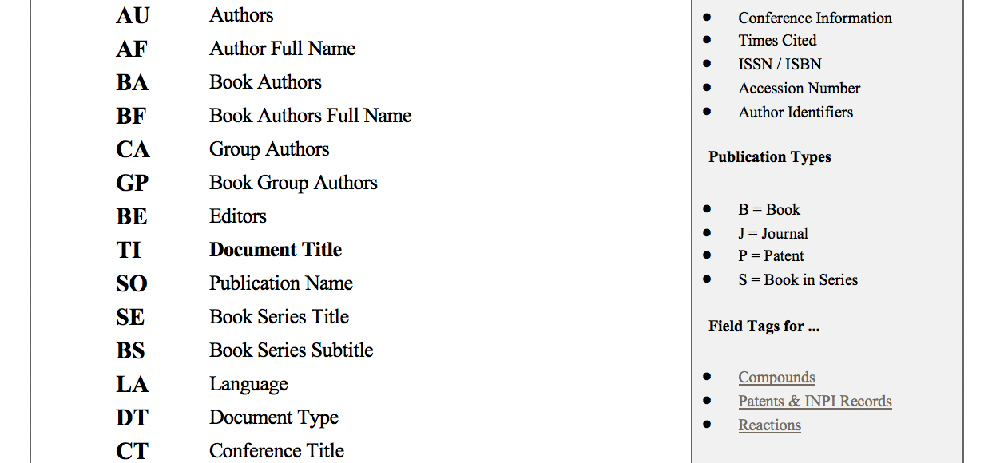 AU Authors
AF Author Full Name
BA Book Authors
BF Book Authors Full Name
CA Group Authors
GP Book Group Authors
BE Editors
TI Document Title
SO Publication Name
SE Book Series Title
BS Book Series Subtitle
LA Language
DT Document Type
CT Conference Title
Conference Information
Times Cited
ISSN / ISBN
Accession Number
Author Identifiers
Publication Types
B = Book
J = Journal
P = Patent
S = Book in Series
Field Tags for ...
Compounds
Patents & INPI Records
Reactions